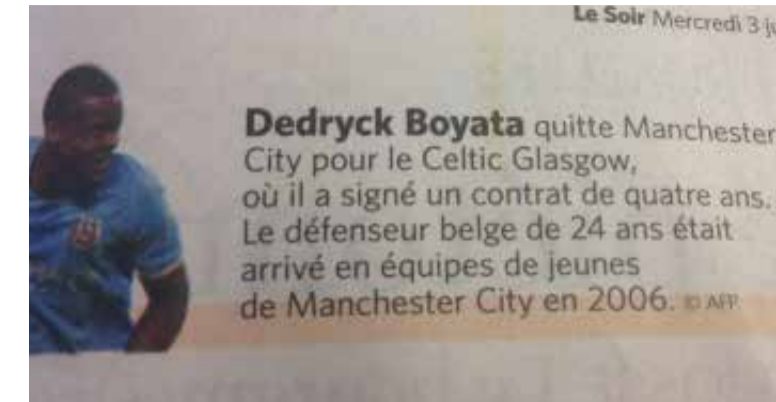 Le Soir Mercredi 3
Dedryck Boyata quitte Manchester
City pour le Celtic Glasgow,
où il a signé un contrat de quatre ans.
Le défenseur belge de 24 ans était
arrivé en équipes de jeunes
de Manchester City en 2006. © AFP